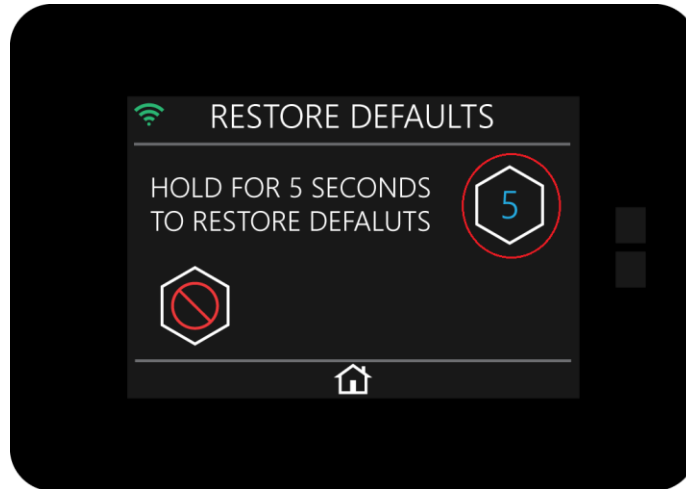 RESTORE DEFAULTS
HOLD FOR 5 SECONDS
TO RESTORE DEFALUTS
5